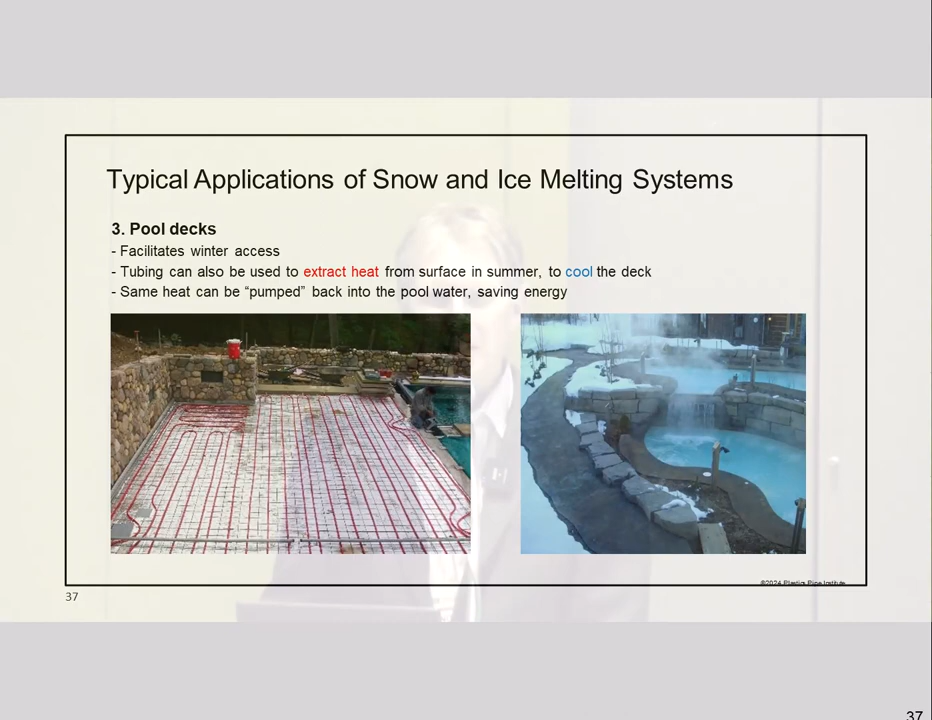 Typical Applications of Snow and Ice Melting Systems
3. Pool decks
- Facilitates winter access
- Tubing can also be used to extract heat from surface in summer, to cool the deck
- Same heat can be “pumped” back into the pool water, saving energy
©2024 Plastics Pipe Institute
37
37